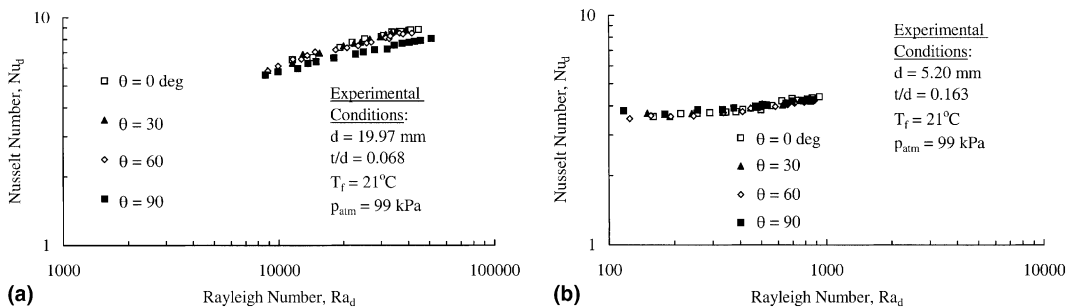 10
Nusselt Number, Nu_d
θ = 0 deg
θ = 30
θ = 60
θ = 90
Experimental
Conditions:
d = 19.97 mm
t/d = 0.068
T_f = 21°C
p_atm = 99 kPa
1
1000
10000
100000
(a)
Rayleigh Number, Ra_d
10
Nusselt Number, Nu_d
Experimental
Conditions:
d = 5.20 mm
t/d = 0.163
T_f = 21°C
p_atm = 99 kPa
θ = 0 deg
θ = 30
θ = 60
θ = 90
1
100
1000
10000
(b)
Rayleigh Number, Ra_d